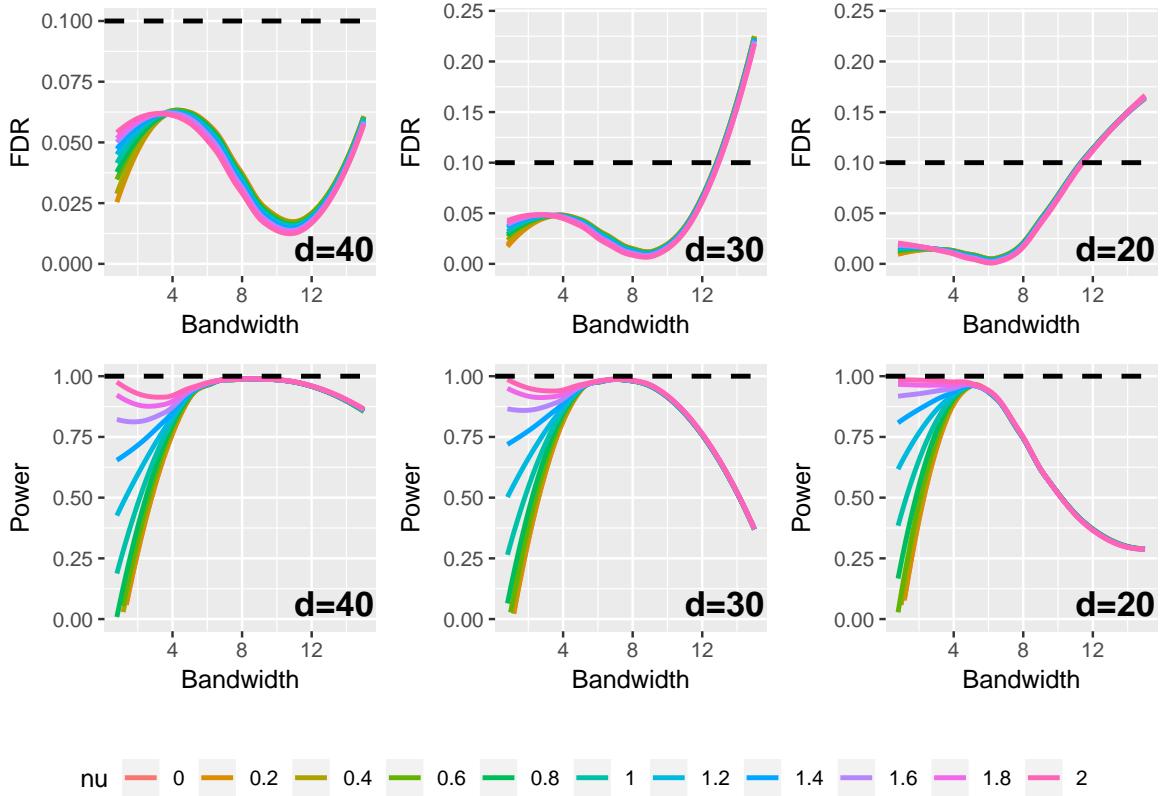 0.100
0.075
0.050
0.025
0.000
FDR
4 8 12
Bandwidth
d=40
0.25
0.20
0.15
0.10
0.05
0.00
FDR
4 8 12
Bandwidth
d=30
0.25
0.20
0.15
0.10
0.05
0.00
FDR
4 8 12
Bandwidth
d=20
1.00
0.75
0.50
0.25
0.00
Power
4 8 12
Bandwidth
d=40
1.00
0.75
0.50
0.25
0.00
Power
4 8 12
Bandwidth
d=30
1.00
0.75
0.50
0.25
0.00
Power
4 8 12
Bandwidth
d=20
nu 0 0.2 0.4 0.6 0.8 1 1.2 1.4 1.6 1.8 2